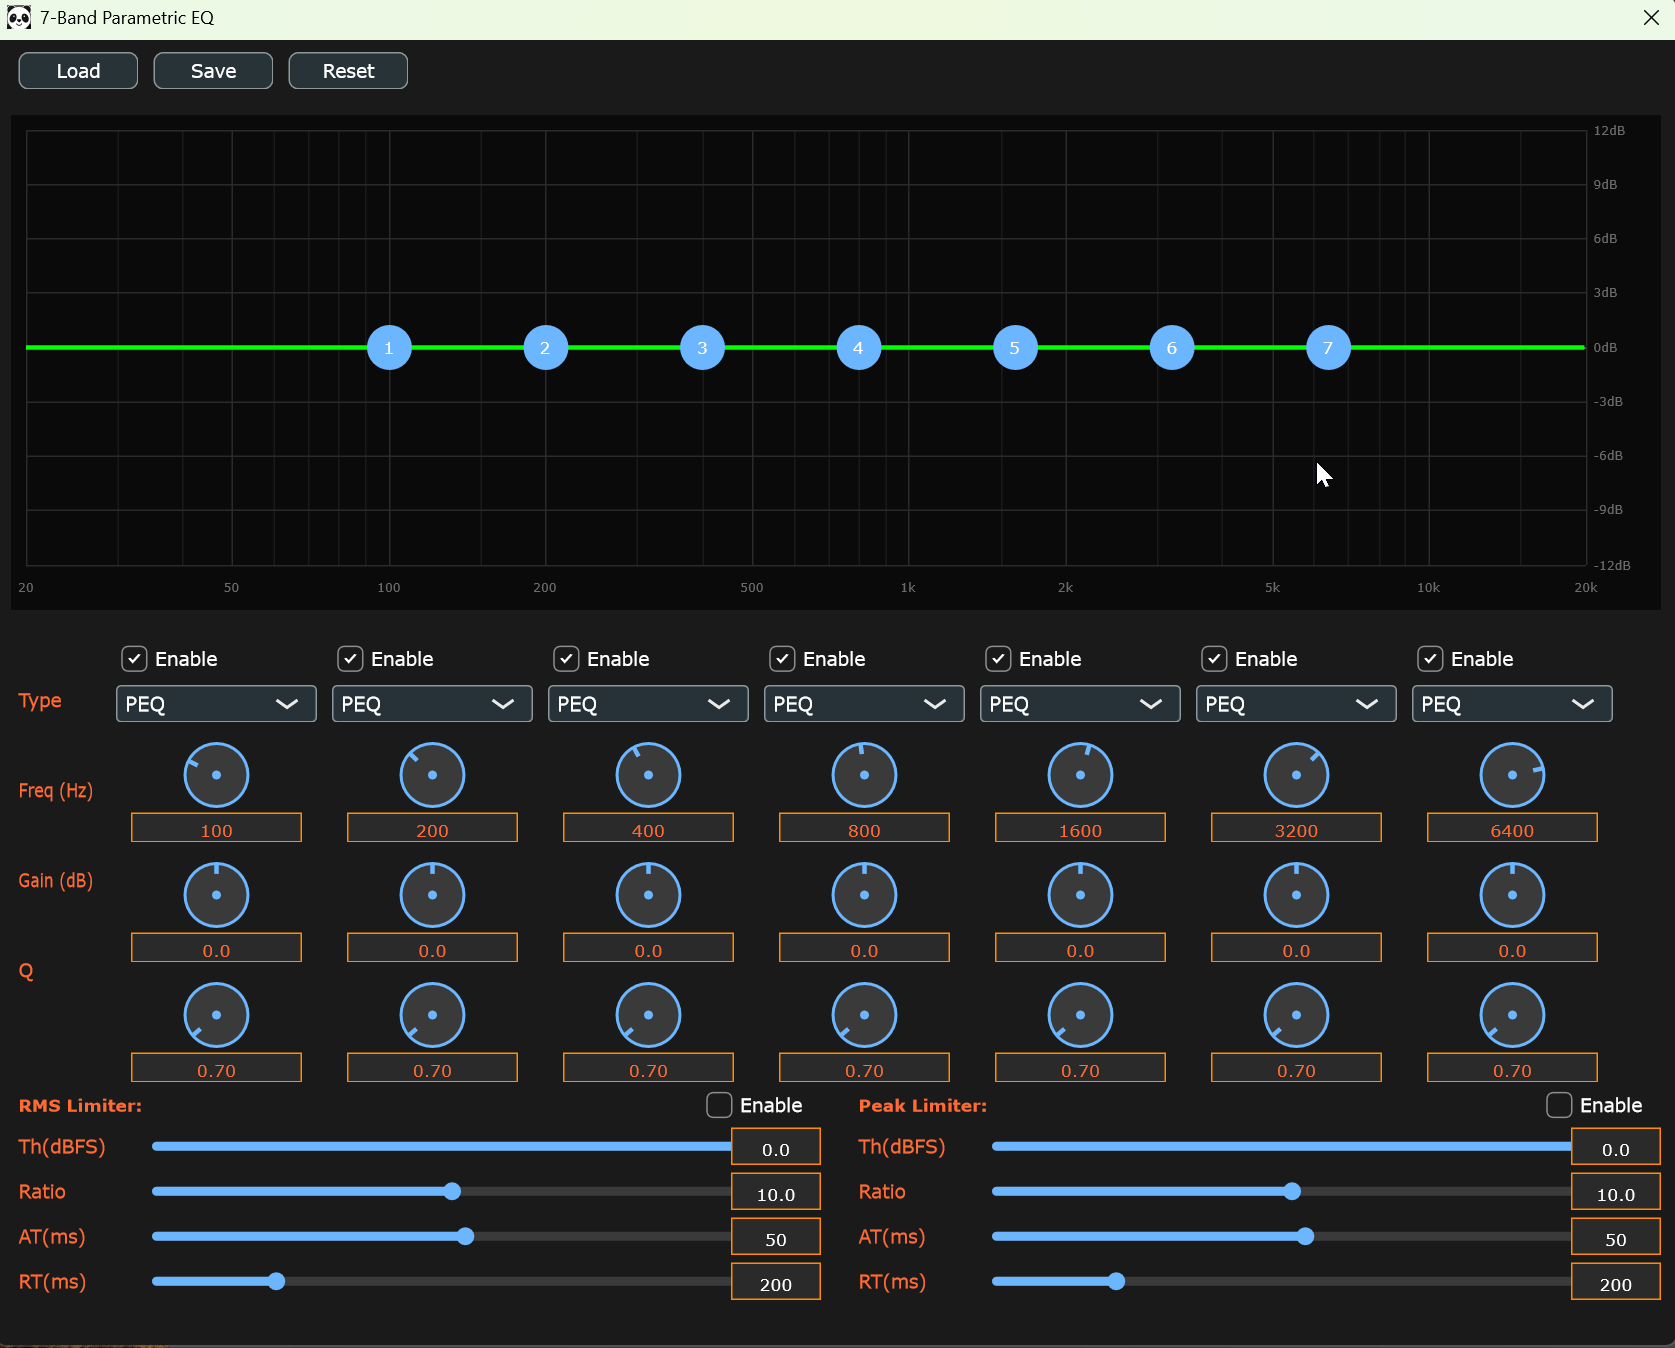 7-Band Parametric EQ
Load Save Reset
12dB
9dB
6dB
3dB
1 2 3 4 5 6 7 0dB
-3dB
-6dB
-9dB
-12dB
20 50 100 200 500 1k 2k 5k 10k 20k
Enable Enable Enable Enable Enable Enable Enable
Type PEQ PEQ PEQ PEQ PEQ PEQ PEQ
Freq (Hz)
100 200 400 800 1600 3200 6400
Gain (dB)
0.0 0.0 0.0 0.0 0.0 0.0 0.0
Q
0.70 0.70 0.70 0.70 0.70 0.70 0.70
RMS Limiter: Enable Peak Limiter: Enable
Th(dBFS) 0.0 Th(dBFS) 0.0
Ratio 10.0 Ratio 10.0
AT(ms) 50 AT(ms) 50
RT(ms) 200 RT(ms) 200